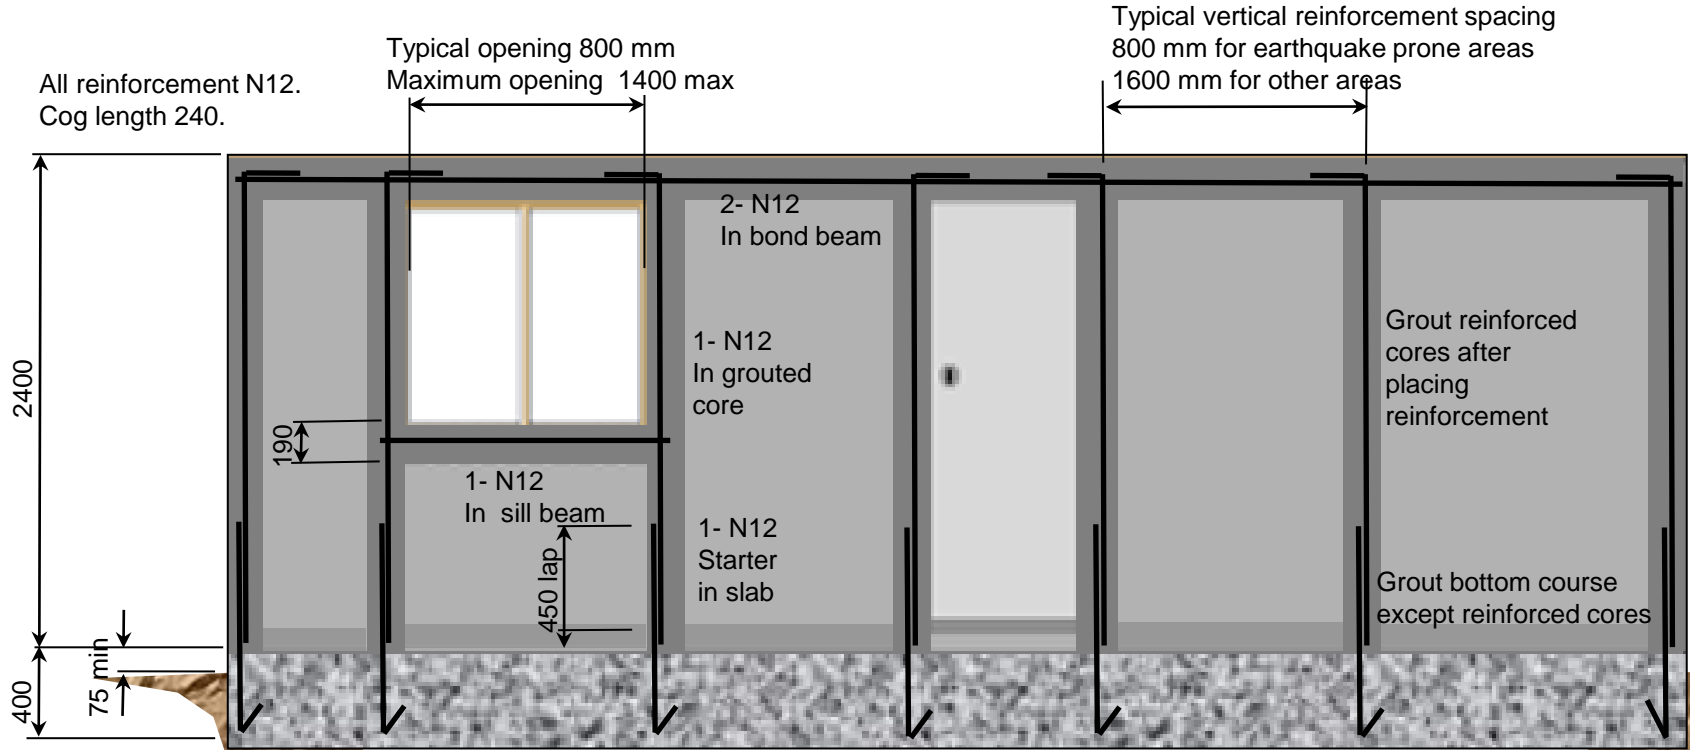 Typical vertical reinforcement spacing
800 mm for earthquake prone areas
1600 mm for other areas
Typical opening 800 mm
Maximum opening  1400 max
All reinforcement N12.
Cog length 240.
2- N12
In bond beam
1- N12
In grouted
core
Grout reinforced
cores after
placing
reinforcement
2400
190
1- N12
In  sill beam
450 lap
1- N12
Starter
in slab
Grout bottom course
except reinforced cores
75 min
400